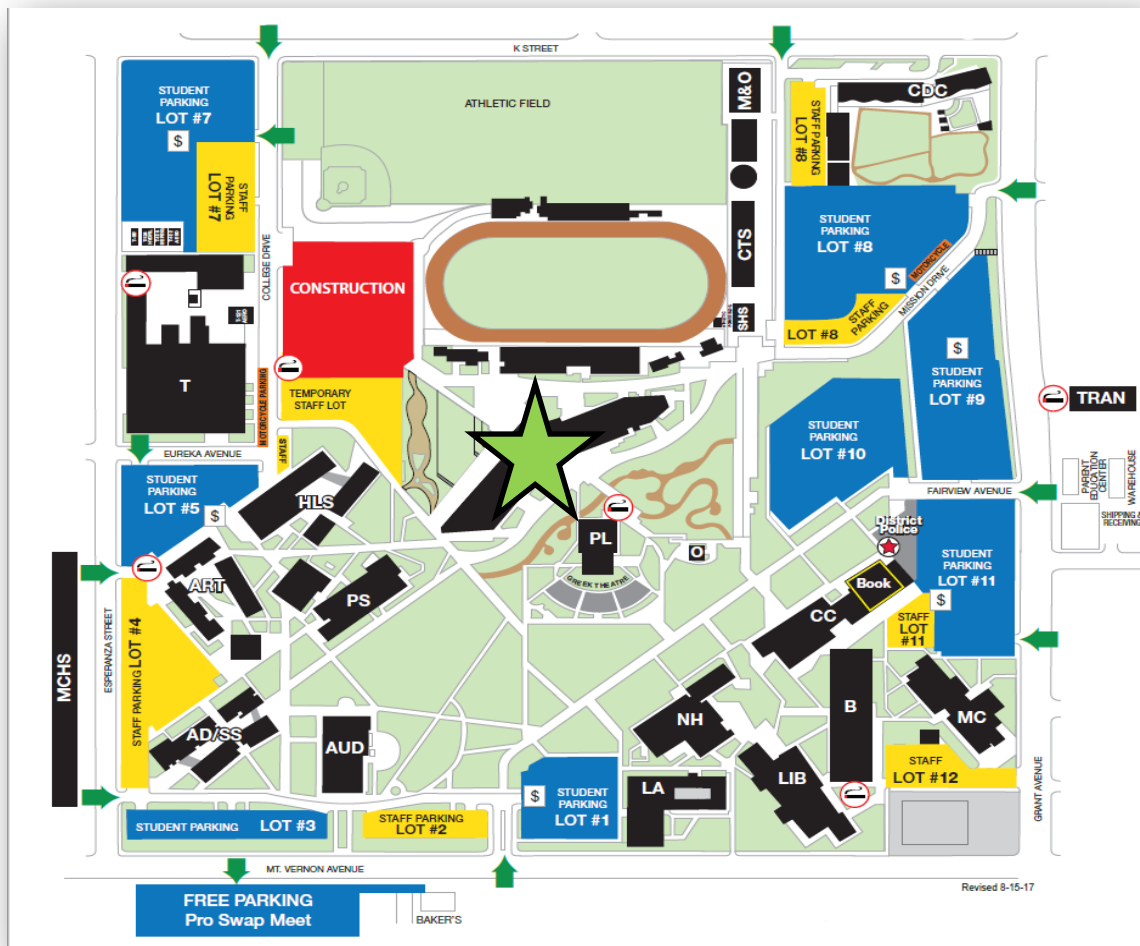 K STREET
STUDENT
PARKING
LOT #7
$
STAFF
PARKING
LOT #7
ATHLETIC FIELD
M&O
STAFF PARKING
LOT #8
CDC
STUDENT
PARKING
LOT #8
$
MOTORCYCLE
MISSION DRIVE
CTS
SHS
STAFF
PARKING
LOT #8
COLLEGE DRIVE
CONSTRUCTION
T
MOTORCYCLE PARKING
TEMPORARY
STAFF LOT
STAFF
EUREKA AVENUE
$
STUDENT
PARKING
LOT #9
TRAN
STUDENT
PARKING
LOT #10
FAIRVIEW AVENUE
PARENT
EDUCATION
CENTER
WAREHOUSE
SHIPPING &
RECEIVING
STUDENT
PARKING
LOT #5
$
HLS
PL
GREEK THEATRE
O
District
Police
STUDENT
PARKING
LOT #11
$
Book
CC
STAFF
LOT
#11
ART
PS
MCHS
ESPERANZA STREET
STAFF PARKING LOT #4
AD/SS
AUD
NH
B
MC
LIB
LA
STAFF
LOT #12
GRANT AVENUE
$
STUDENT
PARKING
LOT #1
STUDENT PARKING LOT #3
STAFF PARKING
LOT #2
MT. VERNON AVENUE
Revised 8-15-17
FREE PARKING
Pro Swap Meet
BAKER'S